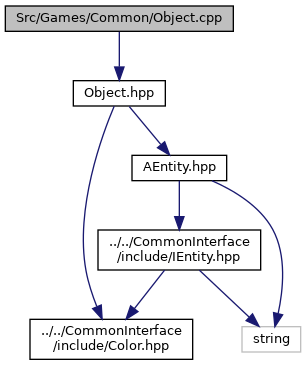 Src/Games/Common/Object.cpp
Object.hpp
AEntity.hpp
../../CommonInterface
/include/IEntity.hpp
../../CommonInterface
/include/Color.hpp
string